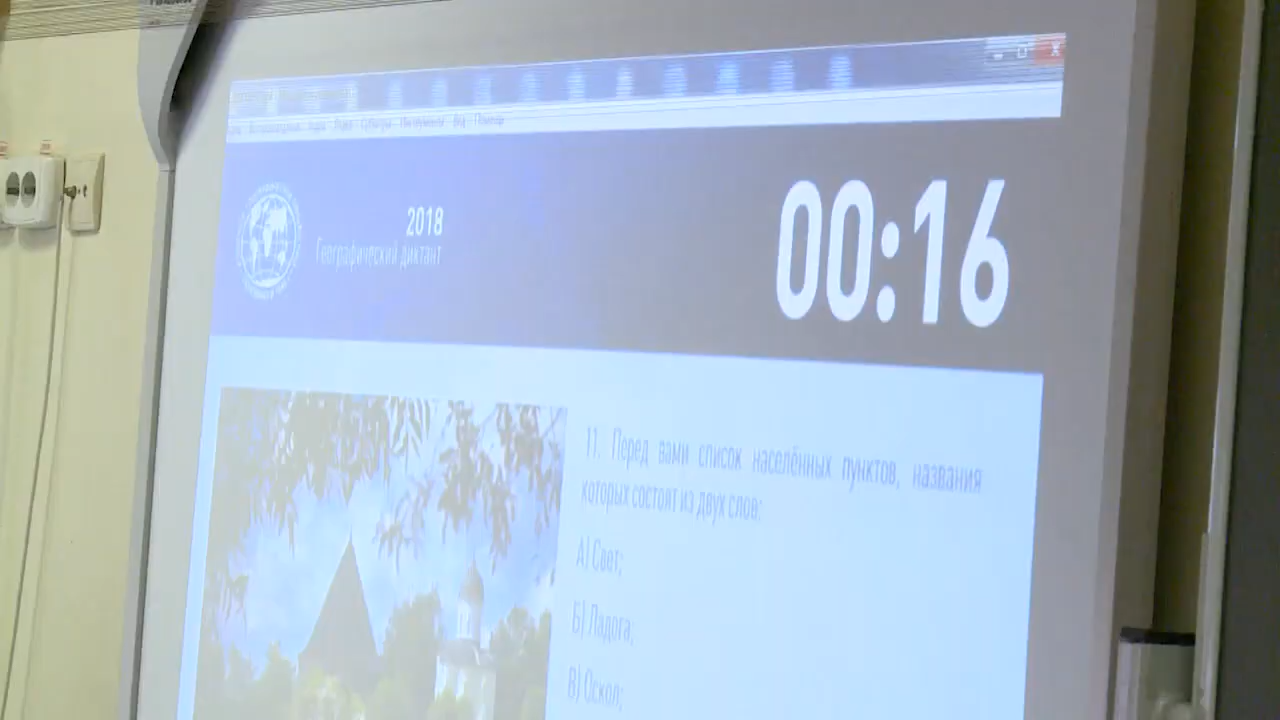 2018
Географический диктант
00:16
11. Перед вами список населённых пунктов, названия
которых состоят из двух слов:
А) Свет;
Б) Ладога;
В) Оскол;